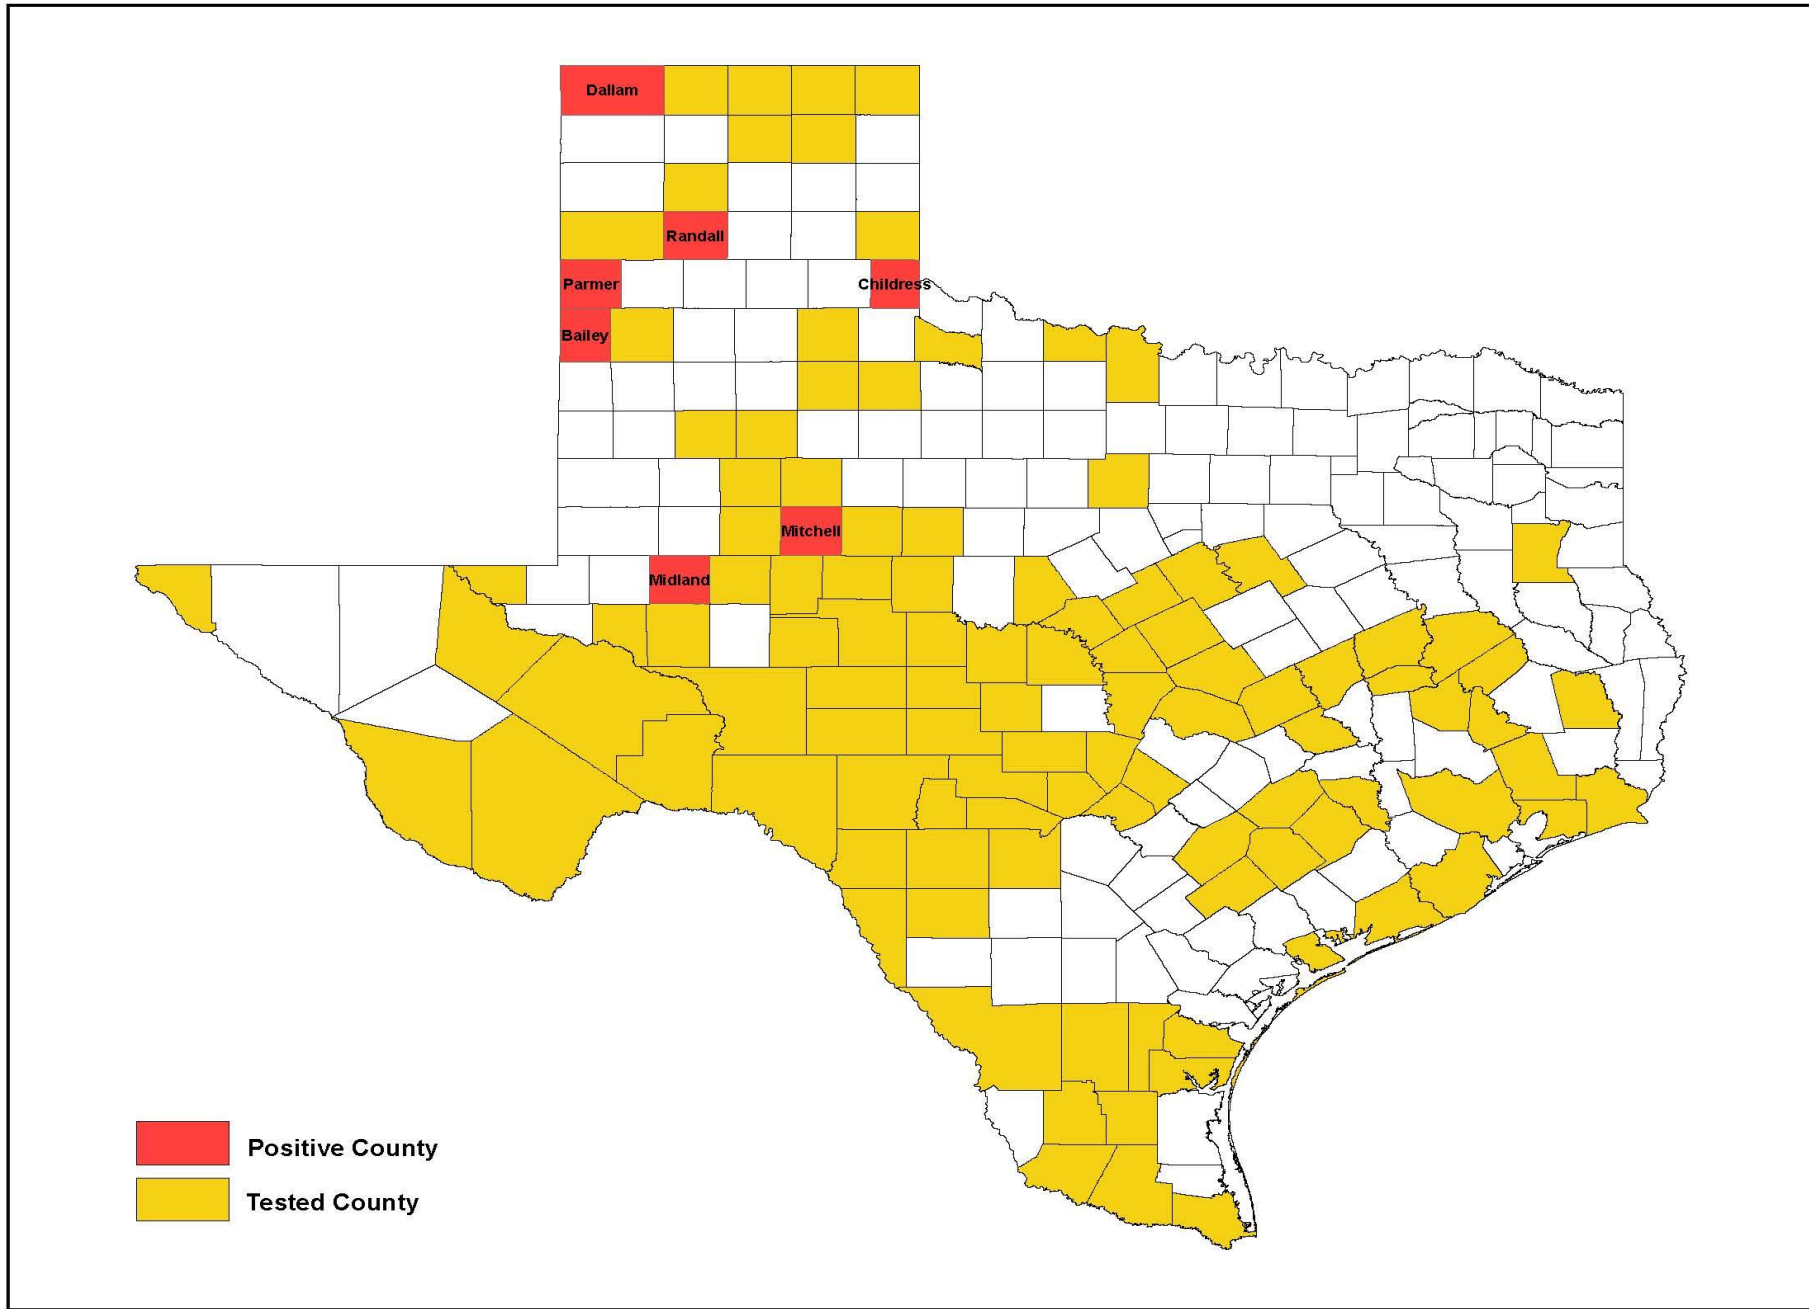 Dallam
Randall
Parmer
Childress
Bailey
Mitchell
Midland
Positive County
Tested County